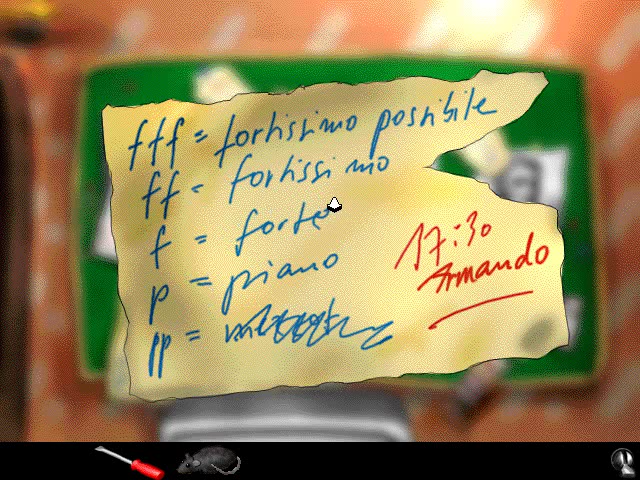 fff = fortissimo possibile
ff = fortissimo
f = forte
p = piano
pp =
17:30
Armando